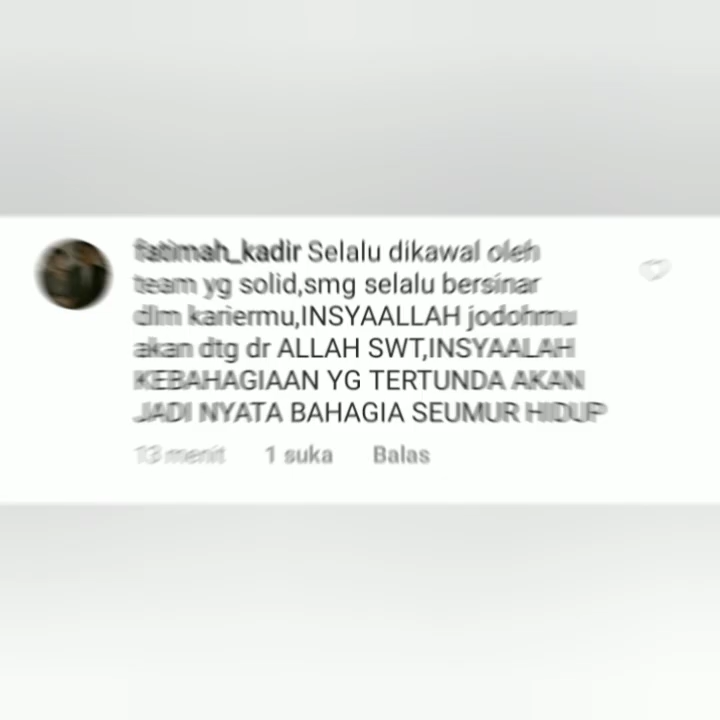 fatimah_kadir Selalu dikawal oleh
team yg solid,smg selalu bersinar
dlm kariermu,INSYAALLAH jodohmu
akan dtg dr ALLAH SWT,INSYAALAH
KEBAHAGIAAN YG TERTUNDA AKAN
JADI NYATA BAHAGIA SEUMUR HIDUP
13 menit 1 suka Balas